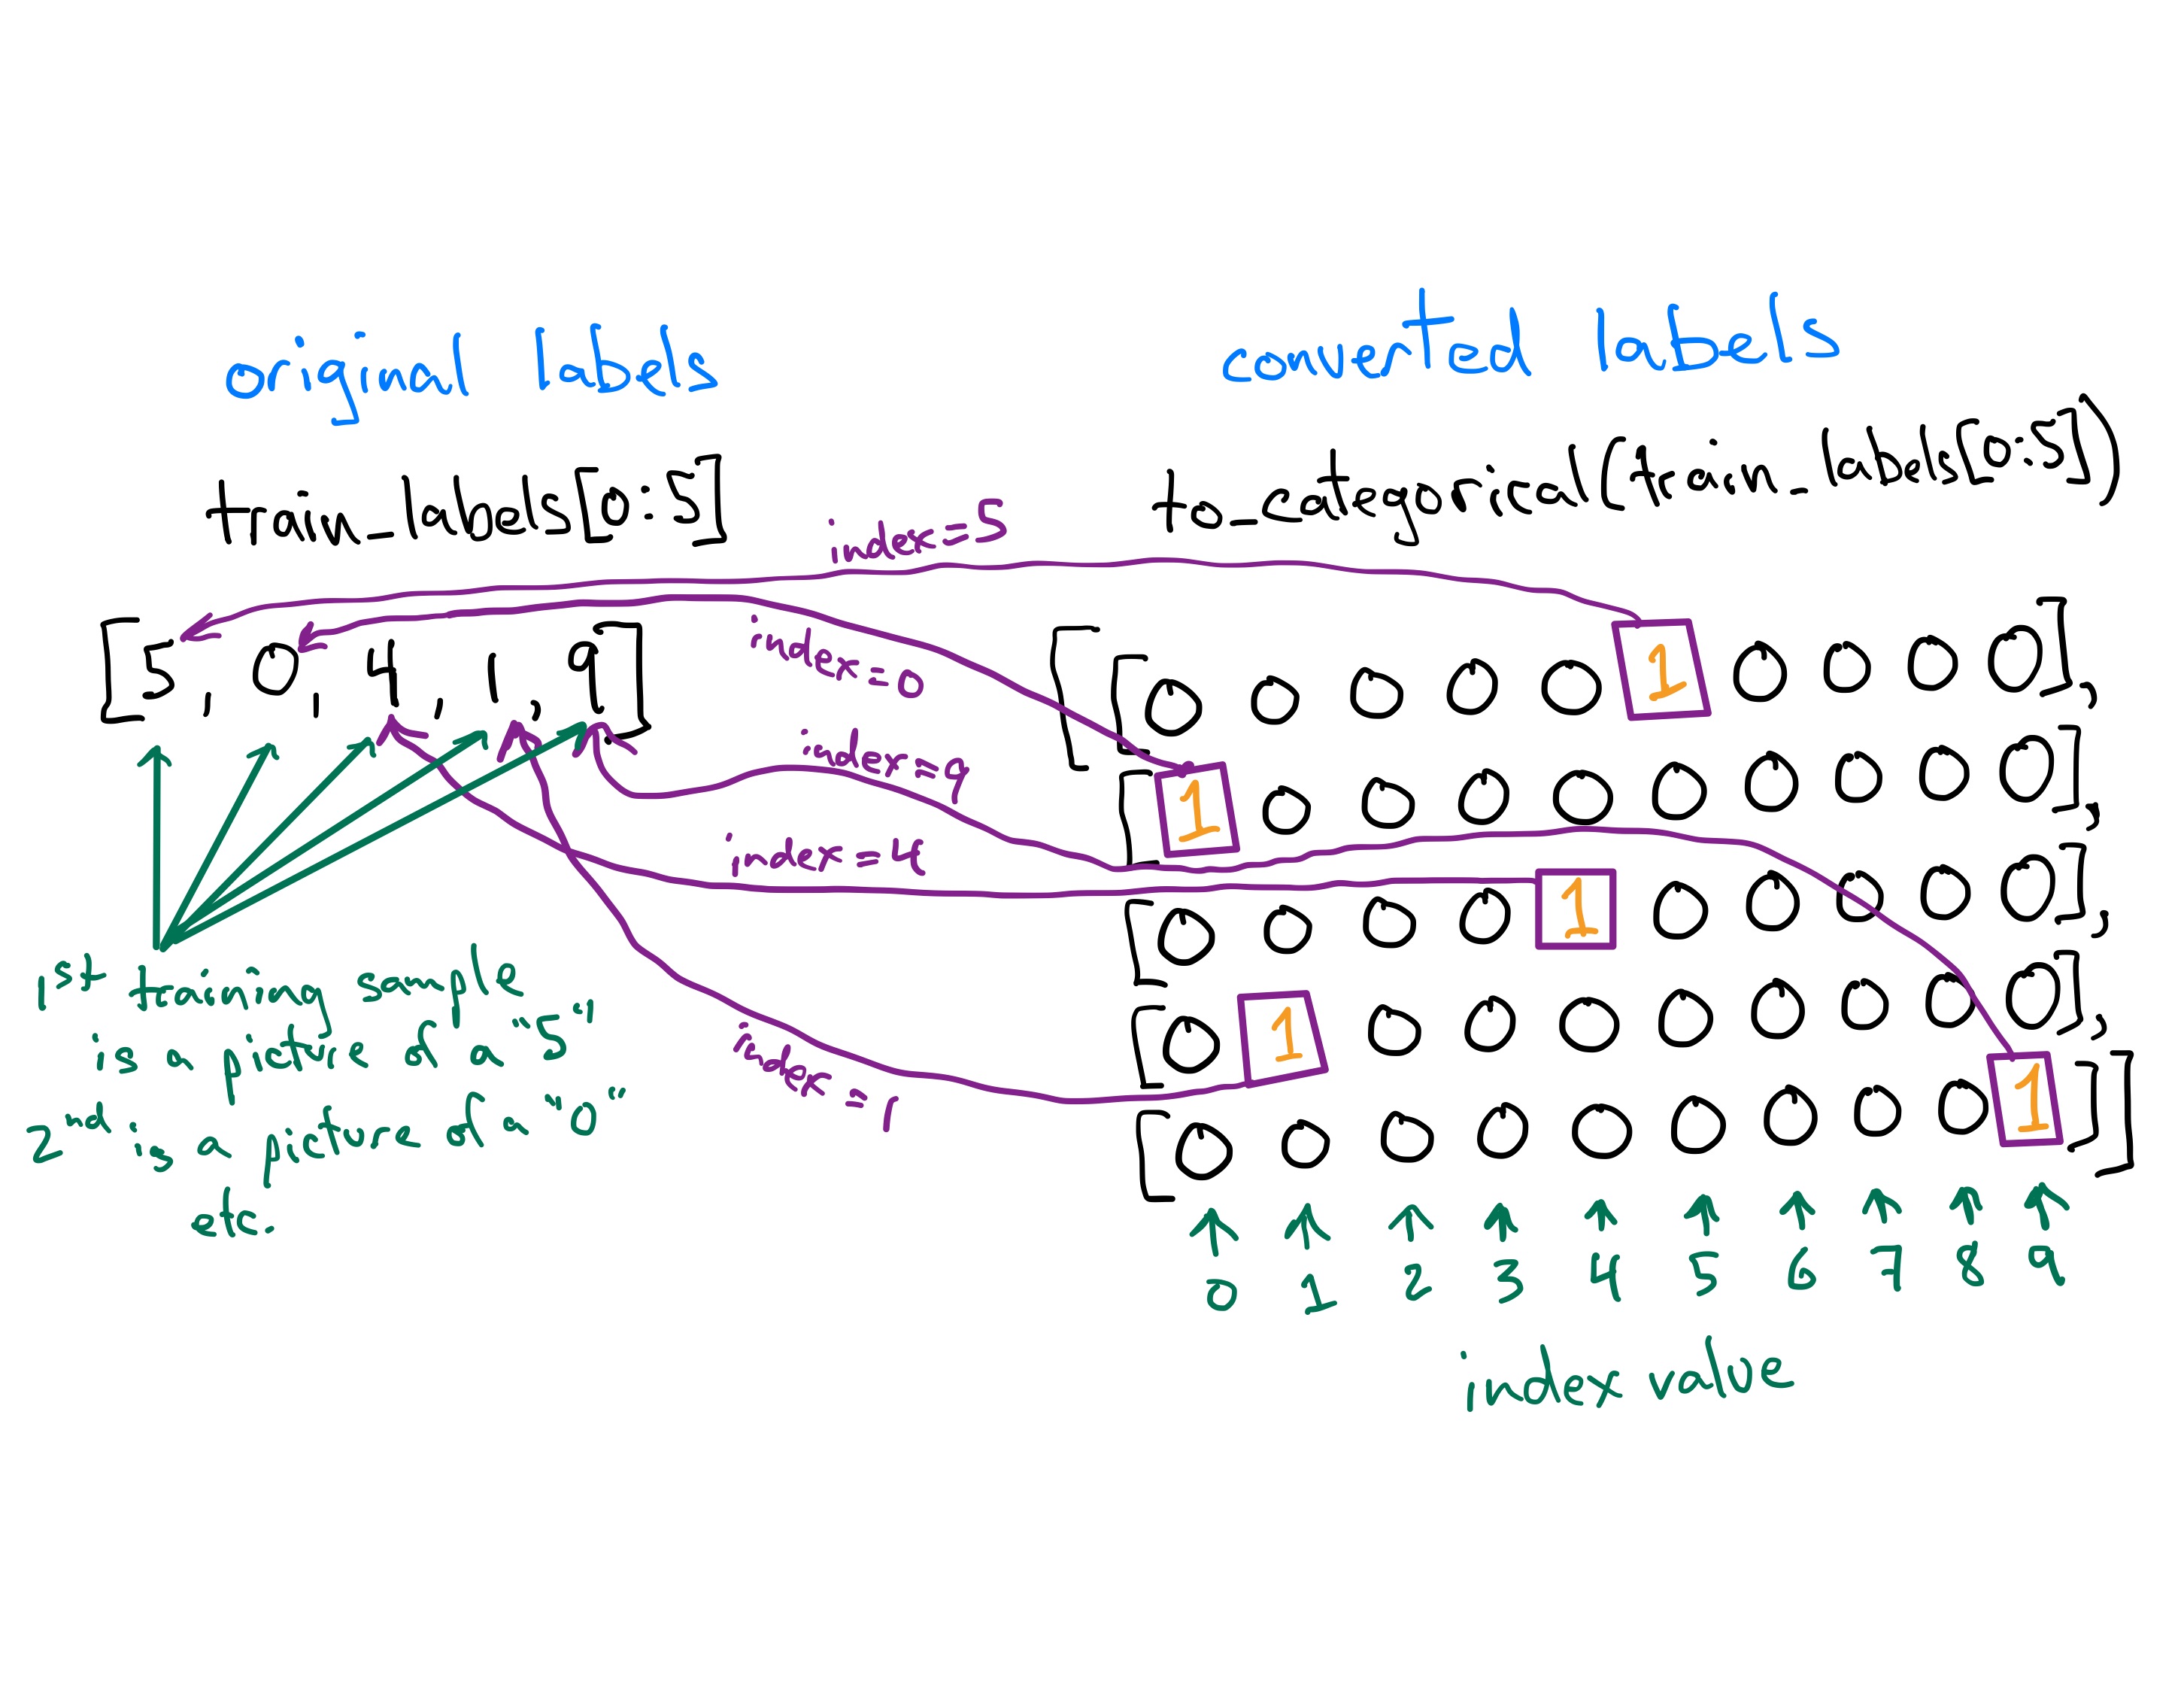 original labels
converted labels
train_labels[0:5]
to_categorical(train_labels[0:5])
index=5
[5, 0, 4, 1, 9]
index=0
index=9
index=4
index=1
[[0 0 0 0 0 1 0 0 0 0],
[1 0 0 0 0 0 0 0 0 0],
[0 0 0 0 1 0 0 0 0 0],
[0 1 0 0 0 0 0 0 0 0],
[0 0 0 0 0 0 0 0 0 1]]
1st training sample
is a picture of a "5"
2nd is a picture of a "0"
etc.
0 1 2 3 4 5 6 7 8 9
index value